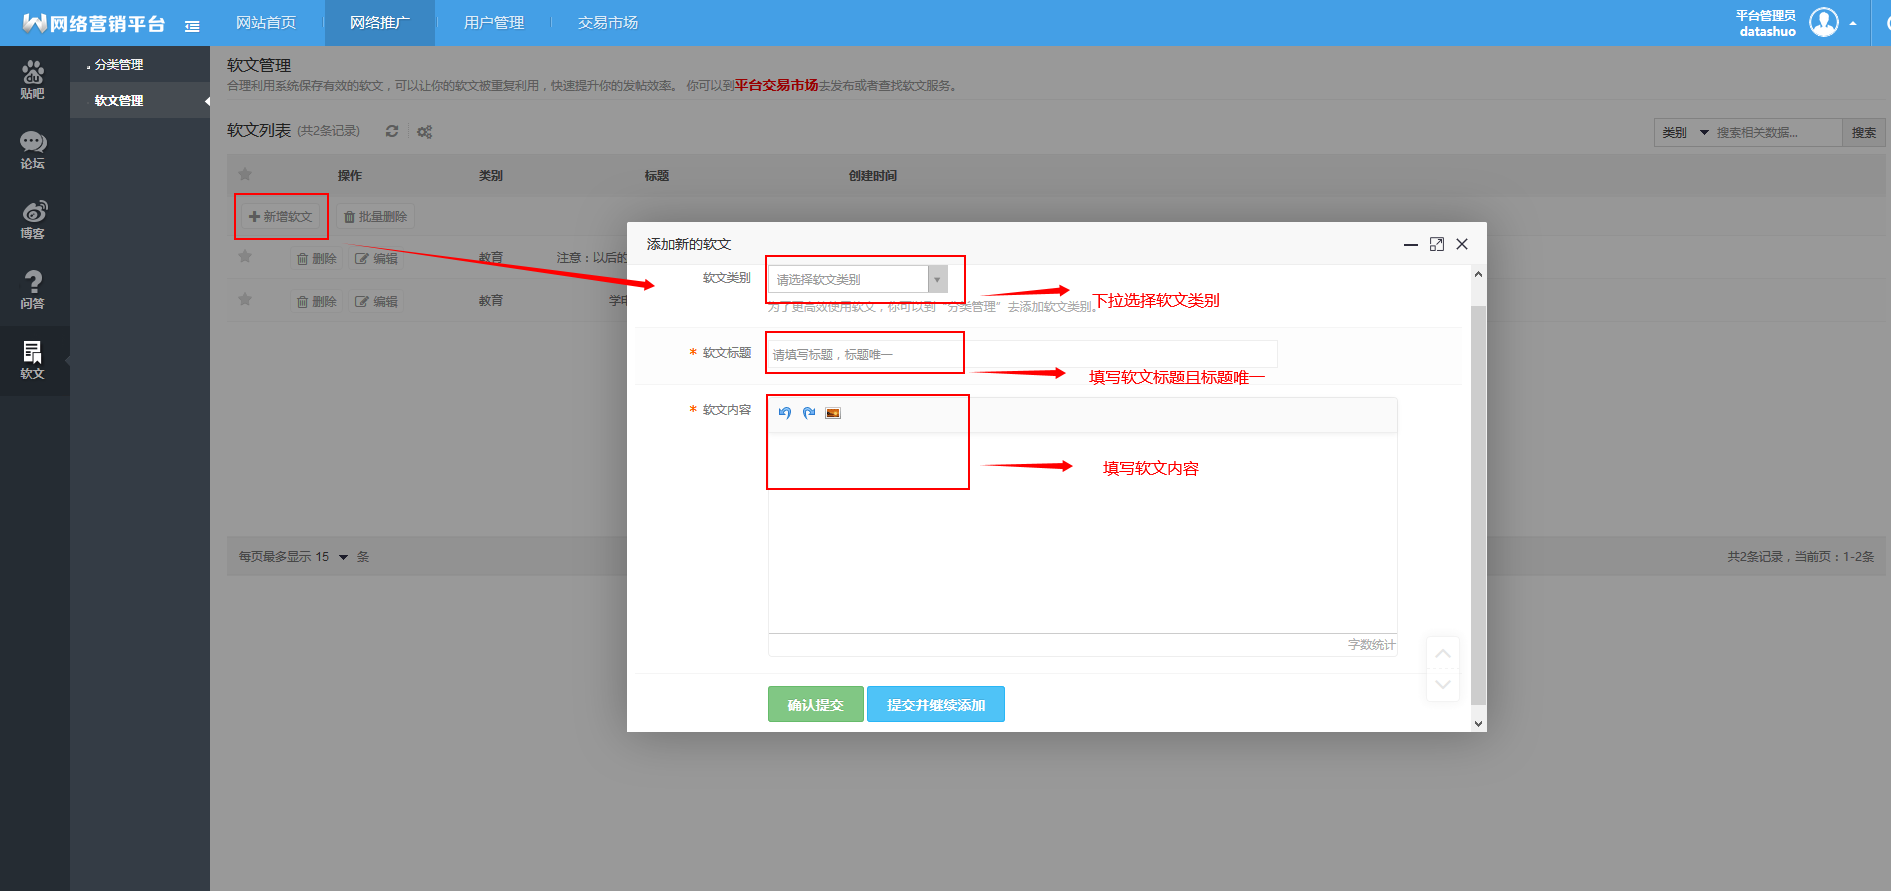 网络营销平台
网站首页
网络推广
用户管理
交易市场
平台管理员
datashuo
贴吧
论坛
博客
问答
软文
分类管理
软文管理
软文管理
合理利用系统保存有效的软文，可以让你的软文被重复利用，快速提升你的发帖效率。 你可以到平台交易市场去发布或者查找软文服务。
软文列表 (共2条记录)
类别 搜索相关数据... 搜索
操作 类别 标题 创建时间
新增软文 批量删除
删除 编辑 教育 注意：以后的
删除 编辑 教育
每页最多显示 15 条
共2条记录，当前页：1-2条
添加新的软文
软文类别 请选择软文类别
为了更高效使用软文，你可以到“分类管理”去添加软文类别。
下拉选择软文类别
* 软文标题 请填写标题，标题唯一
填写软文标题且标题唯一
* 软文内容
填写软文内容
字数统计
确认提交 提交并继续添加